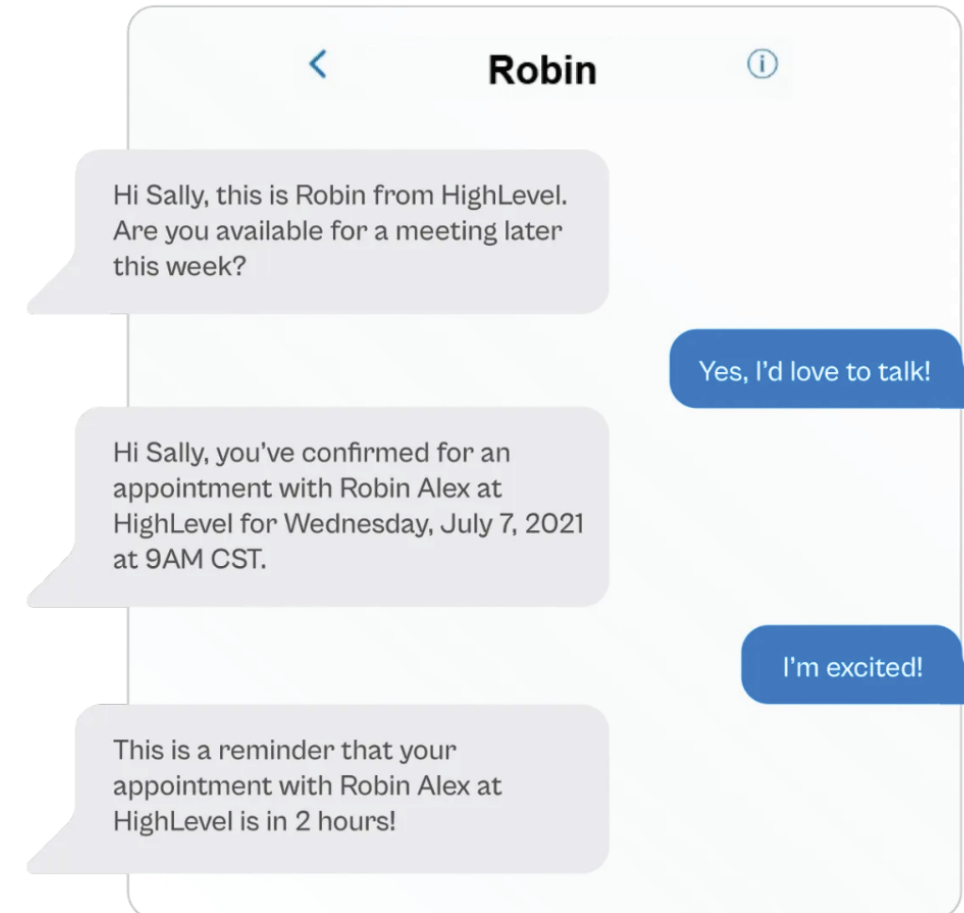 Robin
Hi Sally, this is Robin from HighLevel.
Are you available for a meeting later
this week?
Yes, I’d love to talk!
Hi Sally, you’ve confirmed for an
appointment with Robin Alex at
HighLevel for Wednesday, July 7, 2021
at 9AM CST.
I’m excited!
This is a reminder that your
appointment with Robin Alex at
HighLevel is in 2 hours!